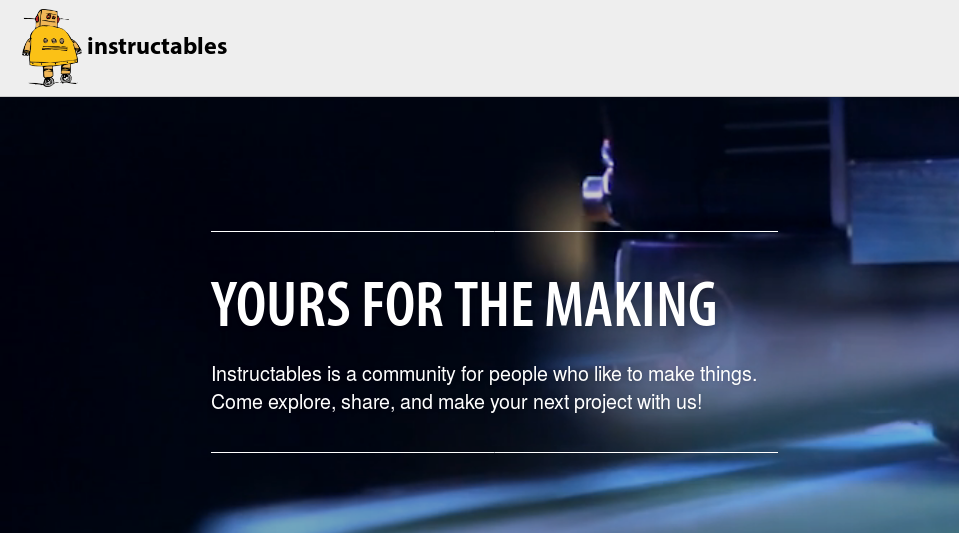 instructables
YOURS FOR THE MAKING
Instructables is a community for people who like to make things.
Come explore, share, and make your next project with us!